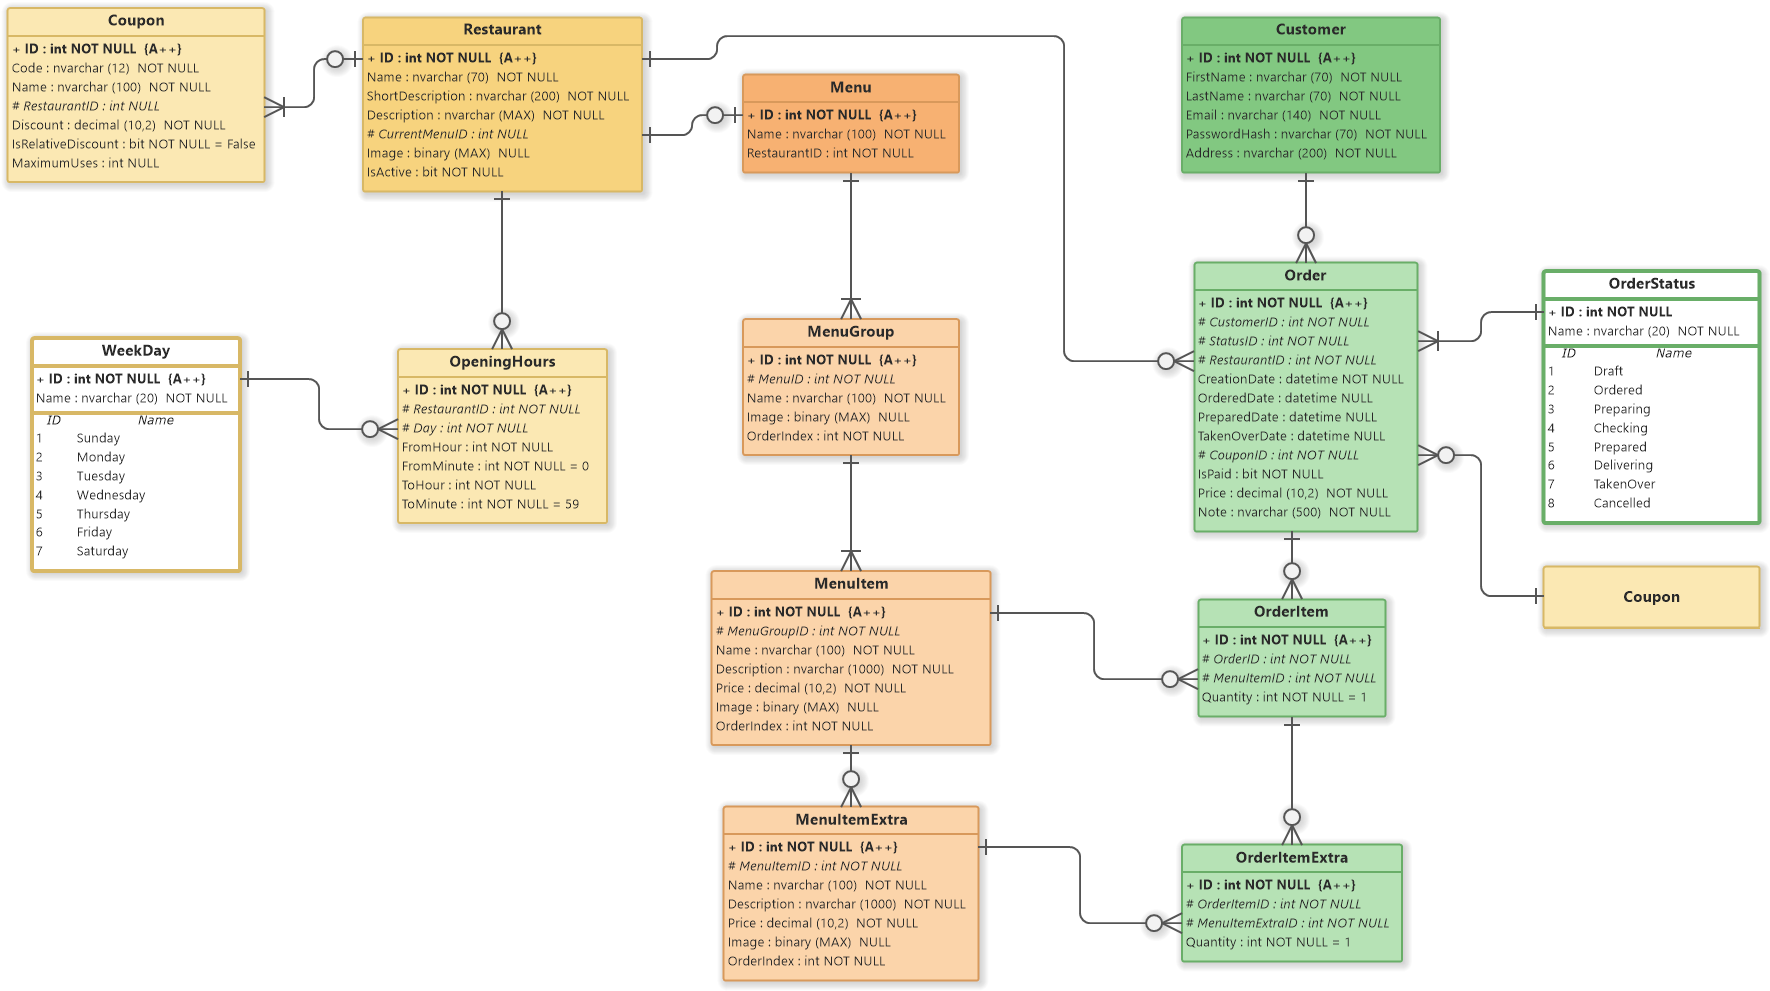 Coupon
+ ID : int NOT NULL  (A++)
Code : nvarchar (12)  NOT NULL
Name : nvarchar (100)  NOT NULL
# RestaurantID : int NULL
Discount : decimal (10,2)  NOT NULL
IsRelativeDiscount : bit NOT NULL = False
MaximumUses : int NULL
Restaurant
+ ID : int NOT NULL  (A++)
Name : nvarchar (70)  NOT NULL
ShortDescription : nvarchar (200)  NOT NULL
Description : nvarchar (MAX)  NOT NULL
# CurrentMenuID : int NULL
Image : binary (MAX)  NULL
IsActive : bit NOT NULL
Menu
+ ID : int NOT NULL  (A++)
Name : nvarchar (100)  NOT NULL
RestaurantID : int NOT NULL
Customer
+ ID : int NOT NULL  (A++)
FirstName : nvarchar (70)  NOT NULL
LastName : nvarchar (70)  NOT NULL
Email : nvarchar (140)  NOT NULL
PasswordHash : nvarchar (70)  NOT NULL
Address : nvarchar (200)  NOT NULL
WeekDay
+ ID : int NOT NULL  (A++)
Name : nvarchar (20)  NOT NULL
ID Name
1 Sunday
2 Monday
3 Tuesday
4 Wednesday
5 Thursday
6 Friday
7 Saturday
OpeningHours
+ ID : int NOT NULL  (A++)
# RestaurantID : int NOT NULL
# Day : int NOT NULL
FromHour : int NOT NULL
FromMinute : int NOT NULL = 0
ToHour : int NOT NULL
ToMinute : int NOT NULL = 59
MenuGroup
+ ID : int NOT NULL  (A++)
# MenuID : int NOT NULL
Name : nvarchar (100)  NOT NULL
Image : binary (MAX)  NULL
OrderIndex : int NOT NULL
Order
+ ID : int NOT NULL  (A++)
# CustomerID : int NOT NULL
# StatusID : int NOT NULL
# RestaurantID : int NOT NULL
CreationDate : datetime NOT NULL
OrderedDate : datetime NULL
PreparedDate : datetime NULL
TakenOverDate : datetime NULL
# CouponID : int NOT NULL
IsPaid : bit NOT NULL
Price : decimal (10,2)  NOT NULL
Note : nvarchar (500)  NOT NULL
OrderStatus
+ ID : int NOT NULL
Name : nvarchar (20)  NOT NULL
ID Name
1 Draft
2 Ordered
3 Preparing
4 Checking
5 Prepared
6 Delivering
7 TakenOver
8 Cancelled
Coupon
MenuItem
+ ID : int NOT NULL  (A++)
# MenuGroupID : int NOT NULL
Name : nvarchar (100)  NOT NULL
Description : nvarchar (1000)  NOT NULL
Price : decimal (10,2)  NOT NULL
Image : binary (MAX)  NULL
OrderIndex : int NOT NULL
OrderItem
+ ID : int NOT NULL  (A++)
# OrderID : int NOT NULL
# MenuItemID : int NOT NULL
Quantity : int NOT NULL = 1
MenuItemExtra
+ ID : int NOT NULL  (A++)
# MenuItemID : int NOT NULL
Name : nvarchar (100)  NOT NULL
Description : nvarchar (1000)  NOT NULL
Price : decimal (10,2)  NOT NULL
Image : binary (MAX)  NULL
OrderIndex : int NOT NULL
OrderItemExtra
+ ID : int NOT NULL  (A++)
# OrderItemID : int NOT NULL
# MenuItemExtraID : int NOT NULL
Quantity : int NOT NULL = 1